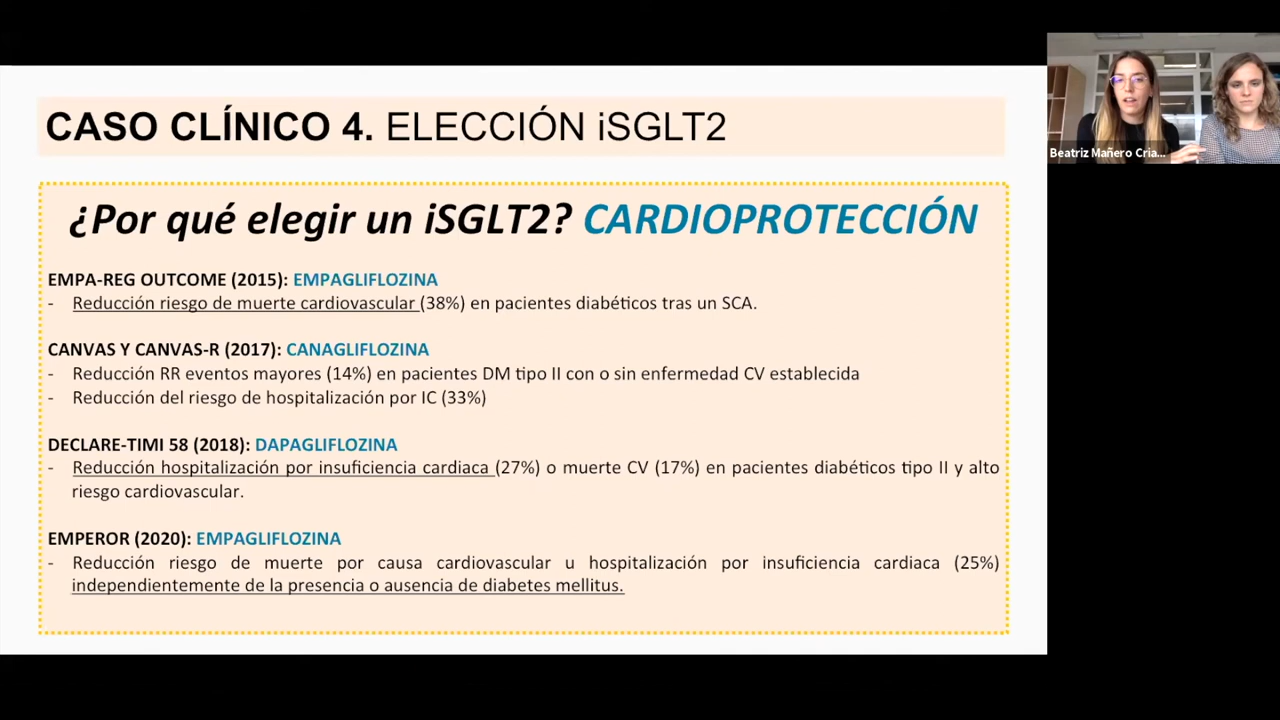 CASO CLÍNICO 4. ELECCIÓN iSGLT2
¿Por qué elegir un iSGLT2? CARDIOPROTECCIÓN
EMPA-REG OUTCOME (2015): EMPAGLIFLOZINA
- Reducción riesgo de muerte cardiovascular (38%) en pacientes diabéticos tras un SCA.
CANVAS Y CANVAS-R (2017): CANAGLIFLOZINA
- Reducción RR eventos mayores (14%) en pacientes DM tipo II con o sin enfermedad CV establecida
- Reducción del riesgo de hospitalización por IC (33%)
DECLARE-TIMI 58 (2018): DAPAGLIFLOZINA
- Reducción hospitalización por insuficiencia cardiaca (27%) o muerte CV (17%) en pacientes diabéticos tipo II y alto
riesgo cardiovascular.
EMPEROR (2020): EMPAGLIFLOZINA
- Reducción riesgo de muerte por causa cardiovascular u hospitalización por insuficiencia cardiaca (25%)
independientemente de la presencia o ausencia de diabetes mellitus.
Beatriz Mañero Cria...